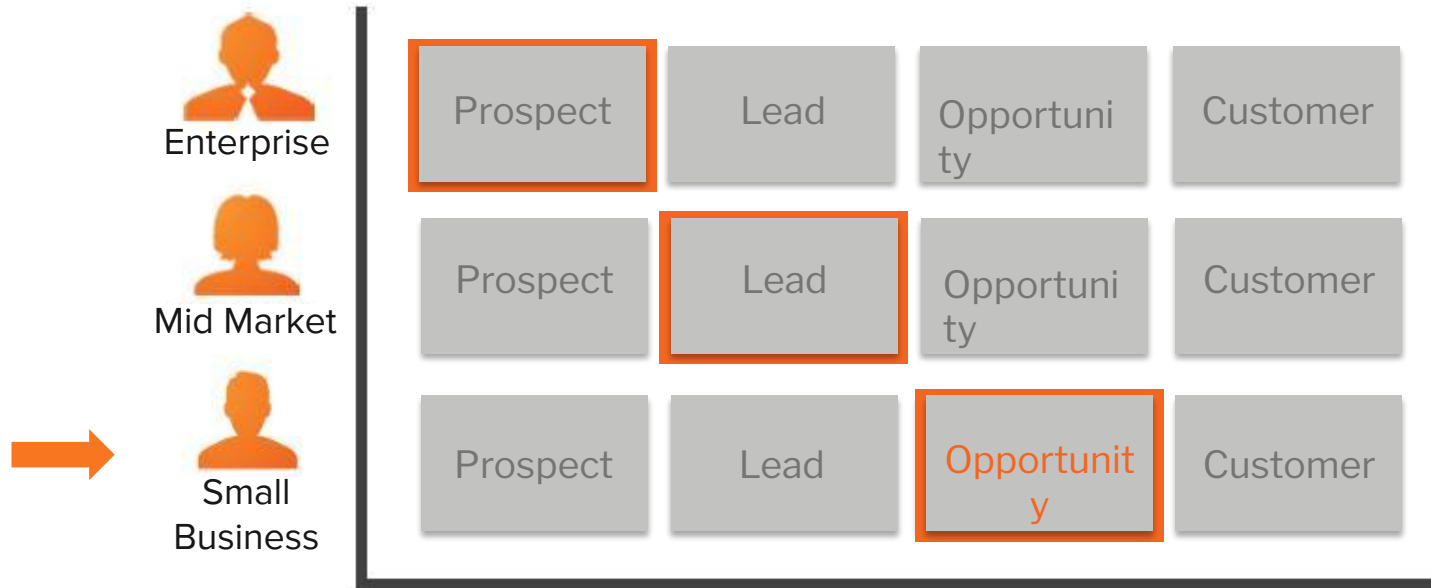 Enterprise
Prospect
Lead
Opportuni
ty
Customer
Mid Market
Prospect
Lead
Opportuni
ty
Customer
Small
Business
Prospect
Lead
Opportunit
y
Customer